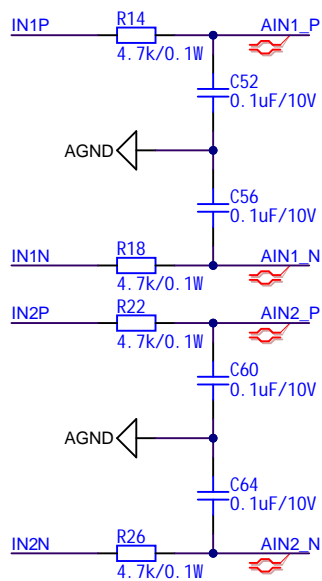 IN1P R14 AIN1_P
4.7k/0.1W
C52
0.1uF/10V
AGND
C56
0.1uF/10V
IN1N R18 AIN1_N
4.7k/0.1W
IN2P R22 AIN2_P
4.7k/0.1W
C60
0.1uF/10V
AGND
C64
0.1uF/10V
IN2N R26 AIN2_N
4.7k/0.1W